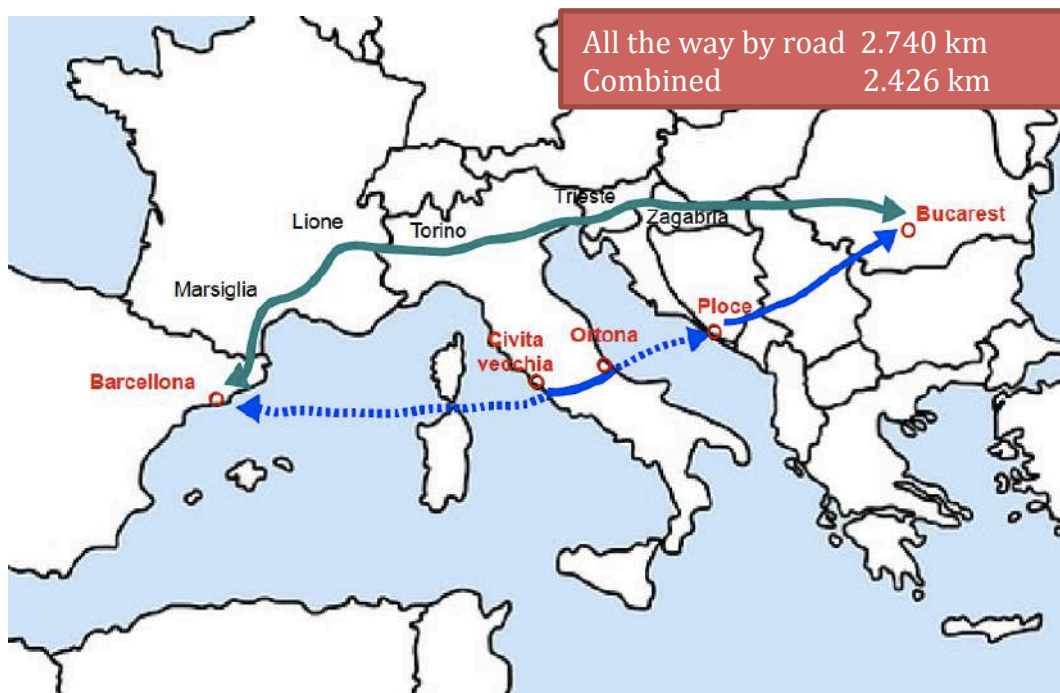 All the way by road 2.740 km
Combined 2.426 km
Trieste
Lione
Torino
Zagabria
Bucarest
Marsiglia
Ploce
Civita
vecchia
Ortona
Barcellona